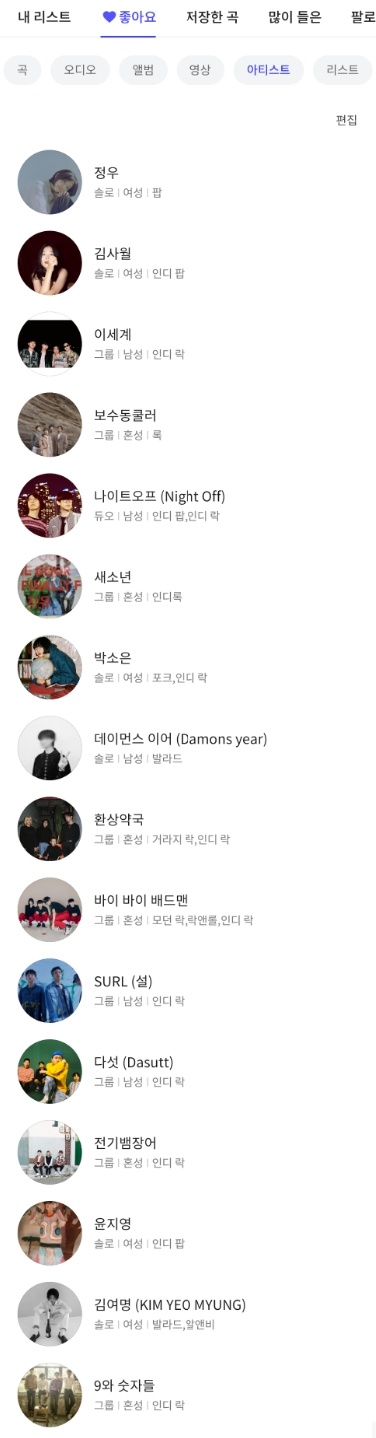 내 리스트 좋아요 저장한 곡 많이 들은 팔로
곡 오디오 앨범 영상 아티스트 리스트
편집
정우
솔로 | 여성 | 팝
김사월
솔로 | 여성 | 인디 팝
이세계
그룹 | 남성 | 인디 락
보수동쿨러
그룹 | 혼성 | 록
나이트오프 (Night Off)
듀오 | 남성 | 인디 팝,인디 락
새소년
그룹 | 혼성 | 인디록
박소은
솔로 | 여성 | 포크,인디 락
데이먼스 이어 (Damons year)
솔로 | 남성 | 발라드
환상약국
그룹 | 혼성 | 거라지 락,인디 락
바이 바이 배드맨
그룹 | 혼성 | 모던 락,락앤롤,인디 락
SURL (설)
그룹 | 남성 | 인디 락
다섯 (Dasutt)
그룹 | 남성 | 인디 락
전기뱀장어
그룹 | 혼성 | 인디 락
윤지영
솔로 | 여성 | 인디 팝
김여명 (KIM YEO MYUNG)
솔로 | 여성 | 발라드,알앤비
9와 숫자들
그룹 | 혼성 | 인디 락